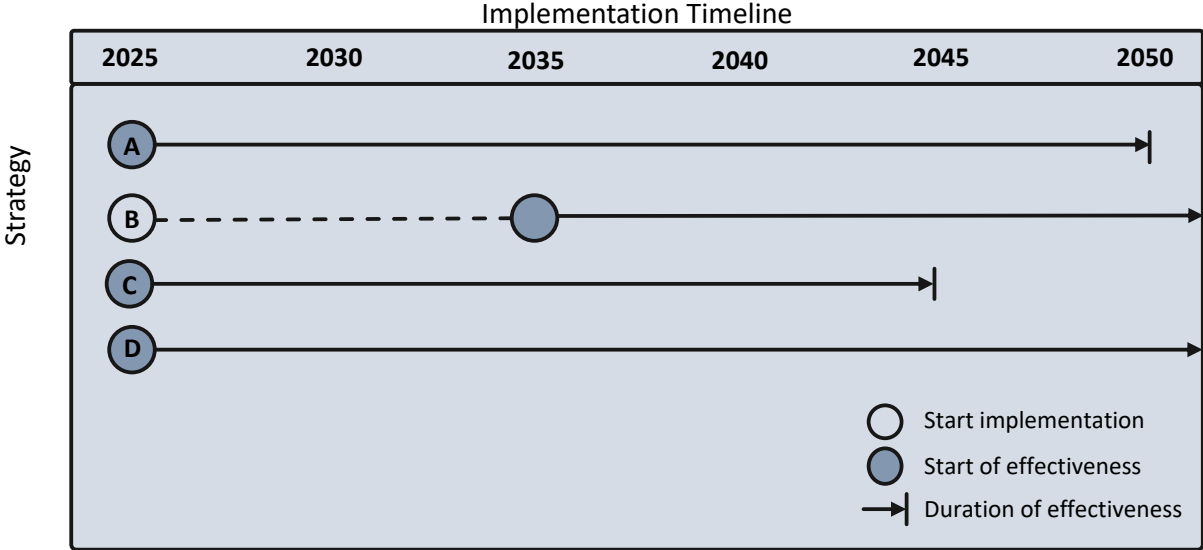 Implementation Timeline
2025 2030 2035 2040 2045 2050
Strategy
A
B
C
D
Start implementation
Start of effectiveness
Duration of effectiveness